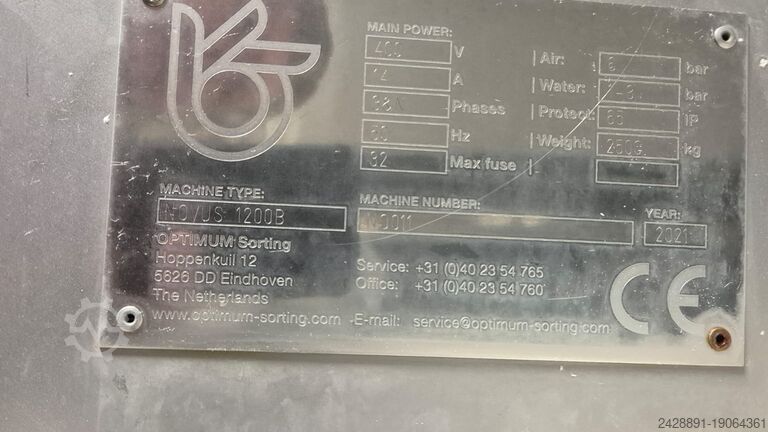 MAIN POWER:
400 V
14 A
Phases
Hz
32 Max fuse
| Air: 6 bar
| Water: bar
| Protect: 65 IP
| Weight: kg
|
MACHINE TYPE:
1200B
MACHINE NUMBER:
YEAR:
2021
OPTIMUM Sorting
Hoppenkuil 12
5626 DD Eindhoven
The Netherlands
Service: +31 (0)40 23 54 765
Office: +31 (0)40 23 54 760
www.optimum-sorting.com - E-mail: service@optimum-sorting.com
CE
2428891-19064361